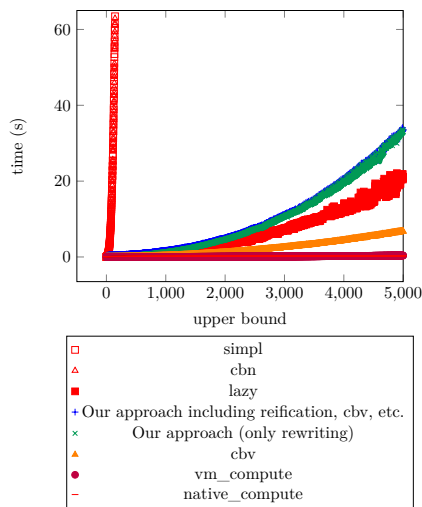 60
40
20
0
time (s)
0 1,000 2,000 3,000 4,000 5,000
upper bound
simpl
cbn
lazy
Our approach including reification, cbv, etc.
Our approach (only rewriting)
cbv
vm_compute
native_compute